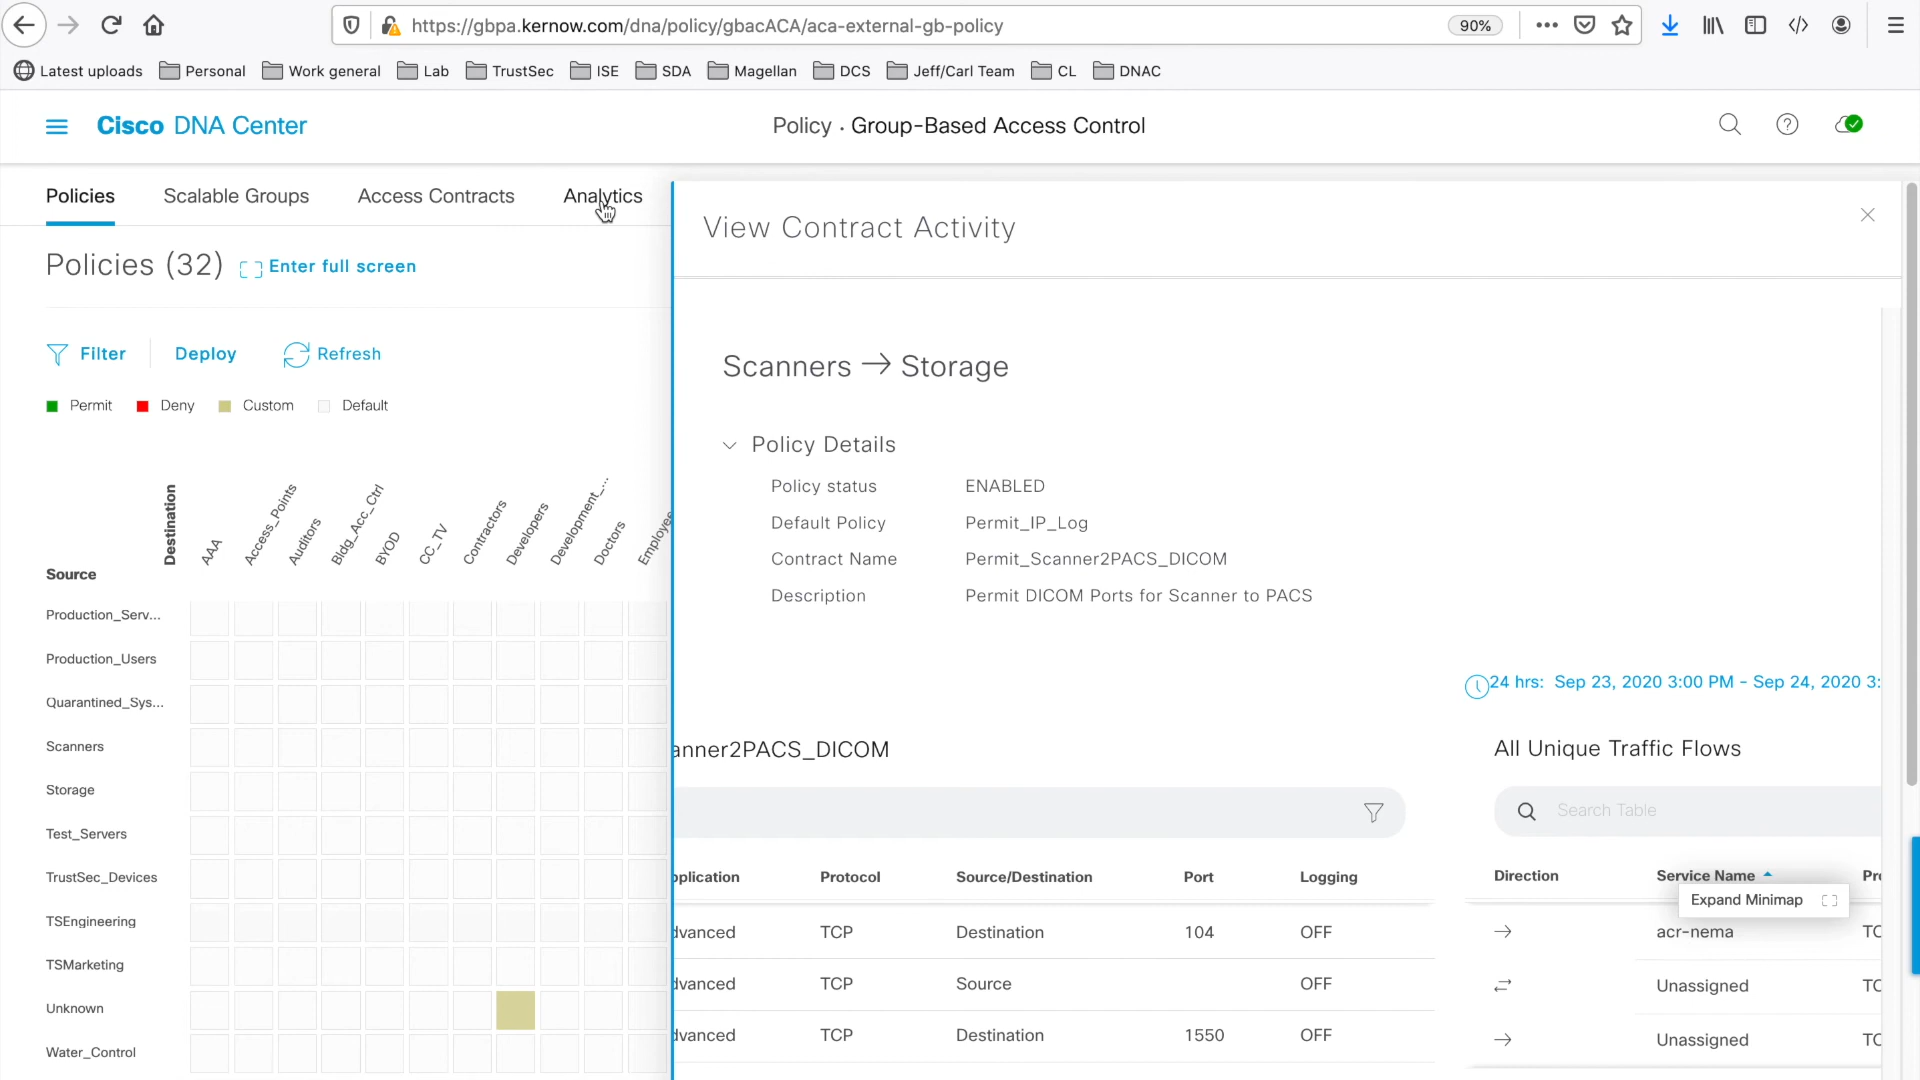 https://gbpa.kernow.com/dna/policy/gbacACA/aca-external-gb-policy
90%
Latest uploads Personal Work general Lab TrustSec ISE SDA Magellan DCS Jeff/Carl Team CL DNAC
Cisco DNA Center
Policy · Group-Based Access Control
Policies Scalable Groups Access Contracts Analytics
Policies (32) Enter full screen
Filter Deploy Refresh
Permit Deny Custom Default
Destination
AAA
Access_Points
Auditors
Bldg_Acc_Ctrl
BYOD
CC_TV
Contractors
Developers
Development_...
Doctors
Employee
Source
Production_Serv...
Production_Users
Quarantined_Sys...
Scanners
Storage
Test_Servers
TrustSec_Devices
TSEngineering
TSMarketing
Unknown
Water_Control
View Contract Activity
Scanners → Storage
Policy Details
Policy status ENABLED
Default Policy Permit_IP_Log
Contract Name Permit_Scanner2PACS_DICOM
Description Permit DICOM Ports for Scanner to PACS
24 hrs: Sep 23, 2020 3:00 PM - Sep 24, 2020 3:
anner2PACS_DICOM
pplication Protocol Source/Destination Port Logging
dvanced TCP Destination 104 OFF
dvanced TCP Source OFF
dvanced TCP Destination 1550 OFF
All Unique Traffic Flows
Search Table
Direction Service Name Pr
Expand Minimap
→ acr-nema TC
⇄ Unassigned TC
→ Unassigned TC